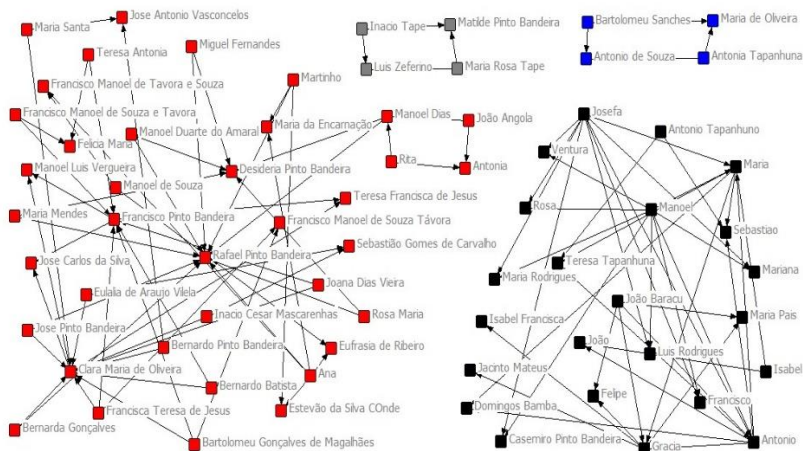 Jose Antonio Vasconcelos
Maria Santa
Miguel Fernandes
Teresa Antonia
Francisco Manoel de Tavora e Souza
Martinho
Francisco Manoel de Souza e Tavora
Manoel Duarte do Amaral
Maria da Encarnação
Felicia Maria
Manoel Luis Vergueira
Desideria Pinto Bandeira
Manoel de Souza
Teresa Francisca de Jesus
Maria Mendes
Francisco Pinto Bandeira
Francisco Manoel de Souza Távora
Sebastião Gomes de Carvalho
Jose Carlos da Silva
Rafael Pinto Bandeira
Joana Dias Vieira
Eulalia de Araujo Vilela
Inacio Cesar Mascarenhas
Rosa Maria
Jose Pinto Bandeira
Bernardo Pinto Bandeira
Eufrasia de Ribeiro
Clara Maria de Oliveira
Ana
Bernardo Batista
Francisca Teresa de Jesus
Estevão da Silva COnde
Bernarda Gonçalves
Bartolomeu Gonçalves de Magalhães
Manoel Dias
João Angola
Rita
Antonia
Inacio Tape
Matilde Pinto Bandeira
Luis Zeferino
Maria Rosa Tape
Bartolomeu Sanches
Maria de Oliveira
Antonio de Souza
Antonia Tapanhuna
Josefa
Antonio Tapanhuno
Ventura
Maria
Rosa
Manoel
Sebastiao
Teresa Tapanhuna
Mariana
Maria Rodrigues
João Baracu
Maria Pais
Isabel Francisca
João
Luis Rodrigues
Jacinto Mateus
Isabel
Felipe
Francisco
Domingos Bamba
Casemiro Pinto Bandeira
Gracia
Antonio